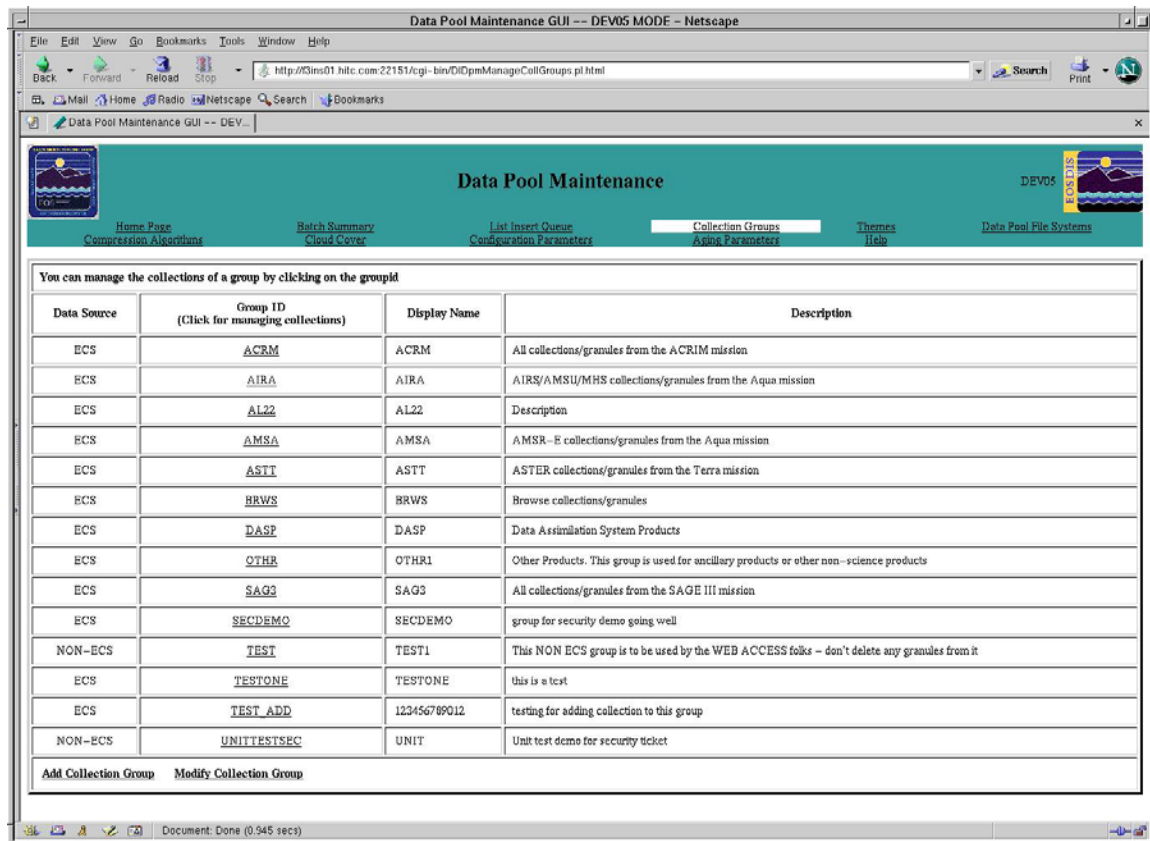 Data Pool Maintenance GUI -- DEV05 MODE - Netscape
File Edit View Go Bookmarks Tools Window Help
Back Forward Reload Stop http://f3ins01.hitc.com:22151/cgi-bin/DlDpmManageCollGroups.pl.html Search Print N
Mail Home Radio Netscape Search Bookmarks
Data Pool Maintenance GUI -- DEV...
EOS
Data Pool Maintenance
DEV05
EOSDIS
Home Page Batch Summary List Insert Queue Collection Groups Themes Data Pool File Systems
Compression Algorithms Cloud Cover Configuration Parameters Aging Parameters Help
You can manage the collections of a group by clicking on the groupid
Data Source Group ID Display Name Description
(Click for managing collections)
ECS ACRM ACRM All collections/granules from the ACRIM mission
ECS AIRA AIRA AIRS/AMSU/MHS collections/granules from the Aqua mission
ECS AL22 AL22 Description
ECS AMSA AMSA AMSR-E collections/granules from the Aqua mission
ECS ASTT ASTT ASTER collections/granules from the Terra mission
ECS BRWS BRWS Browse collections/granules
ECS DASP DASP Data Assimilation System Products
ECS OTHR OTHR1 Other Products. This group is used for ancillary products or other non-science products
ECS SAG3 SAG3 All collections/granules from the SAGE III mission
ECS SECDEMO SECDEMO group for security demo going well
NON-ECS TEST TEST1 This NON ECS group is to be used by the WEB ACCESS folks - don't delete any granules from it
ECS TESTONE TESTONE this is a test
ECS TEST_ADD 123456789012 testing for adding collection to this group
NON-ECS UNITTESTSEC UNIT Unit test demo for security ticket
Add Collection Group Modify Collection Group
Document: Done (0.945 secs)